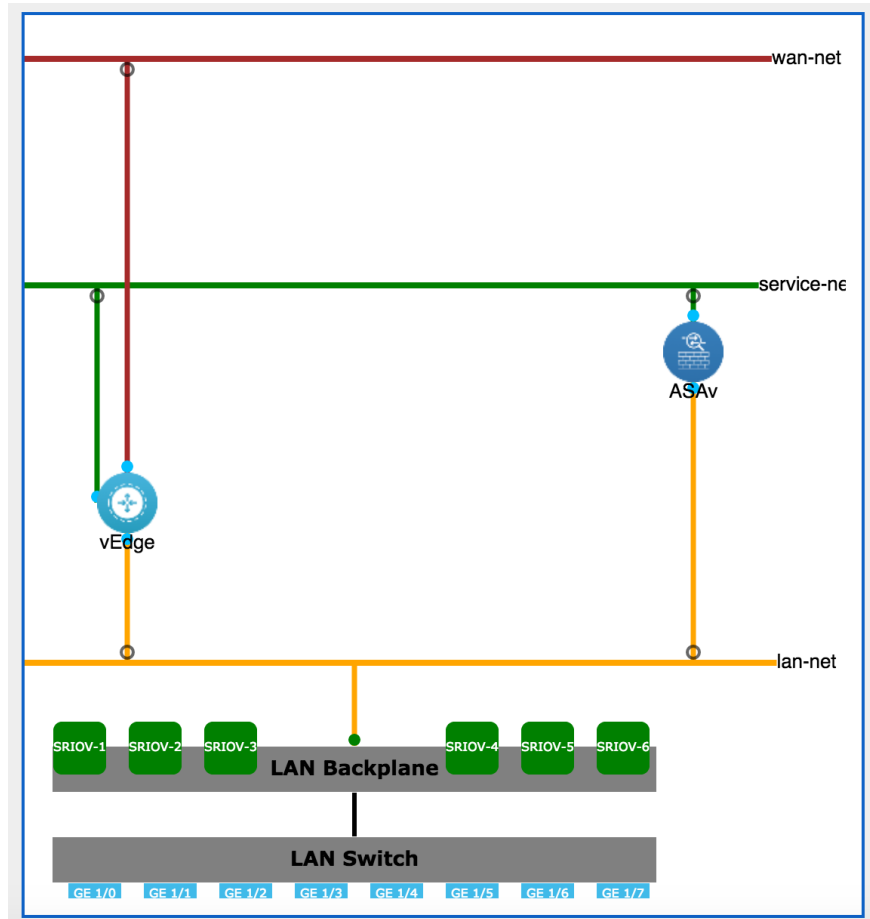 wan-net
service-ne
ASAv
vEdge
lan-net
SRIOV-1 SRIOV-2 SRIOV-3 SRIOV-4 SRIOV-5 SRIOV-6
LAN Backplane
LAN Switch
GE 1/0 GE 1/1 GE 1/2 GE 1/3 GE 1/4 GE 1/5 GE 1/6 GE 1/7